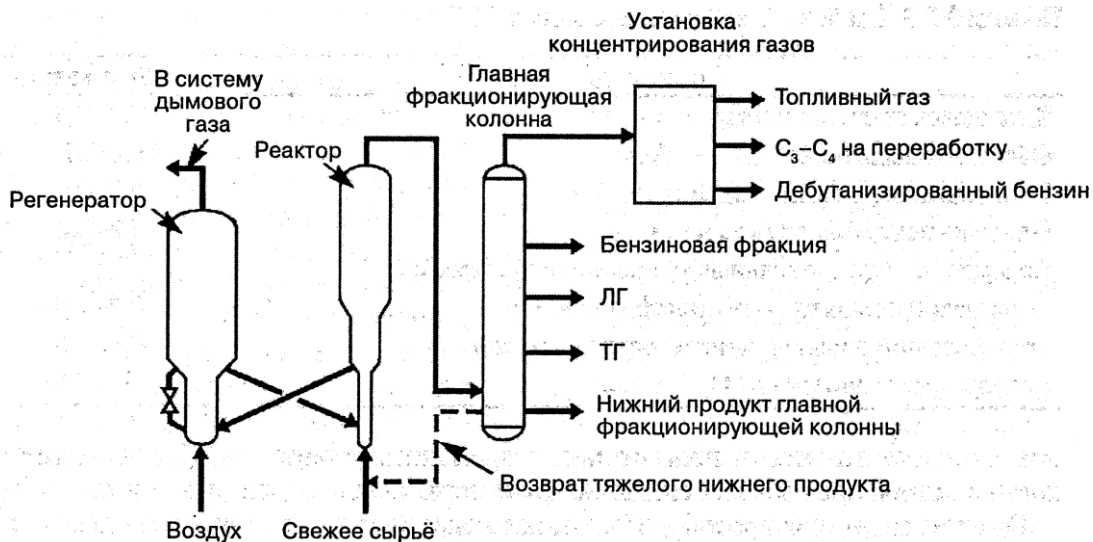 Установка
концентрирования газов
В систему
дымового
газа
Главная
фракционирующая
колонна
Топливный газ
Реактор
C₃–C₄ на переработку
Регенератор
Дебутанизированный бензин
Бензиновая фракция
ЛГ
ТГ
Нижний продукт главной
фракционирующей колонны
Возврат тяжелого нижнего продукта
Воздух
Свежее сырьё